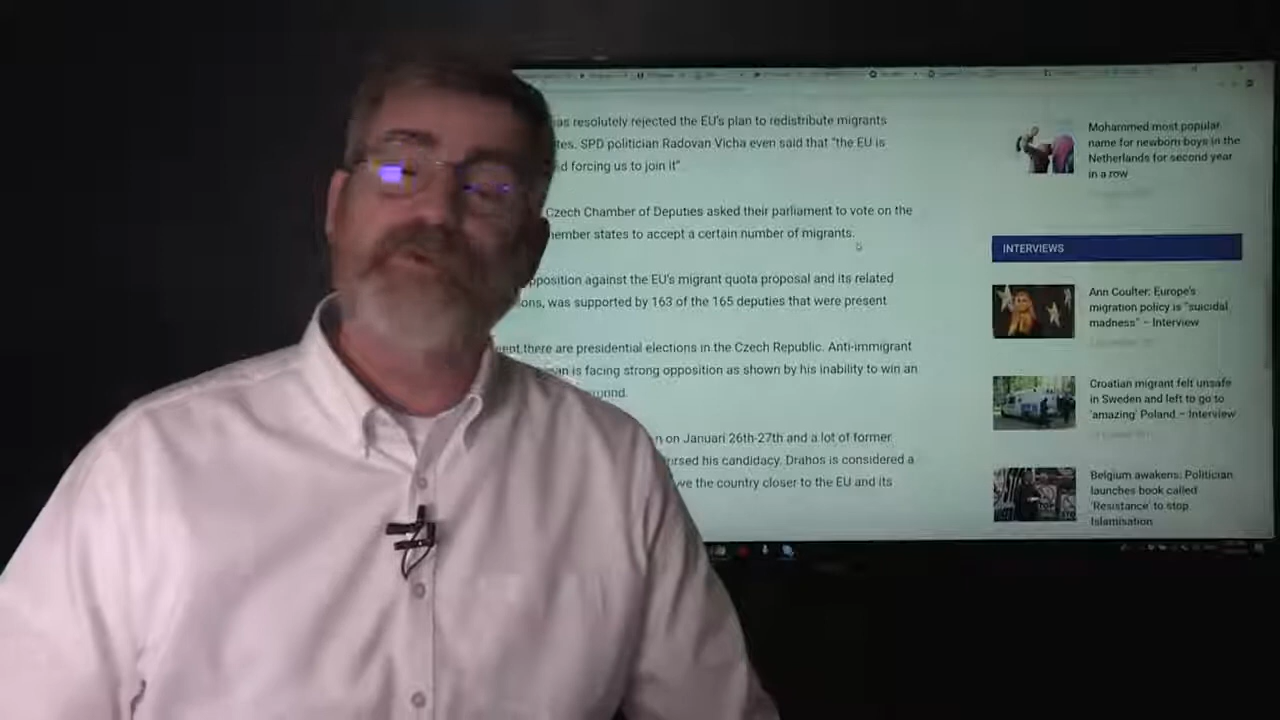 as resolutely rejected the EU's plan to redistribute migrants
tes. SPD politician Radovan Vicha even said that "the EU is
d forcing us to join it"
Czech Chamber of Deputies asked their parliament to vote on the
member states to accept a certain number of migrants.
pposition against the EU's migrant quota proposal and its related
ons, was supported by 163 of the 165 deputies that were present
ent there are presidential elections in the Czech Republic. Anti-immigrant
an is facing strong opposition as shown by his inability to win an
ound.
n on Januari 26th-27th and a lot of former
rsed his candidacy. Drahos is considered a
ve the country closer to the EU and its
Mohammed most popular
name for newborn boys in the
Netherlands for second year
in a row
INTERVIEWS
Ann Coulter: Europe's
migration policy is "suicidal
madness" – Interview
Croatian migrant felt unsafe
in Sweden and left to go to
'amazing' Poland – Interview
Belgium awakens: Politician
launches book called
'Resistance' to stop
Islamisation